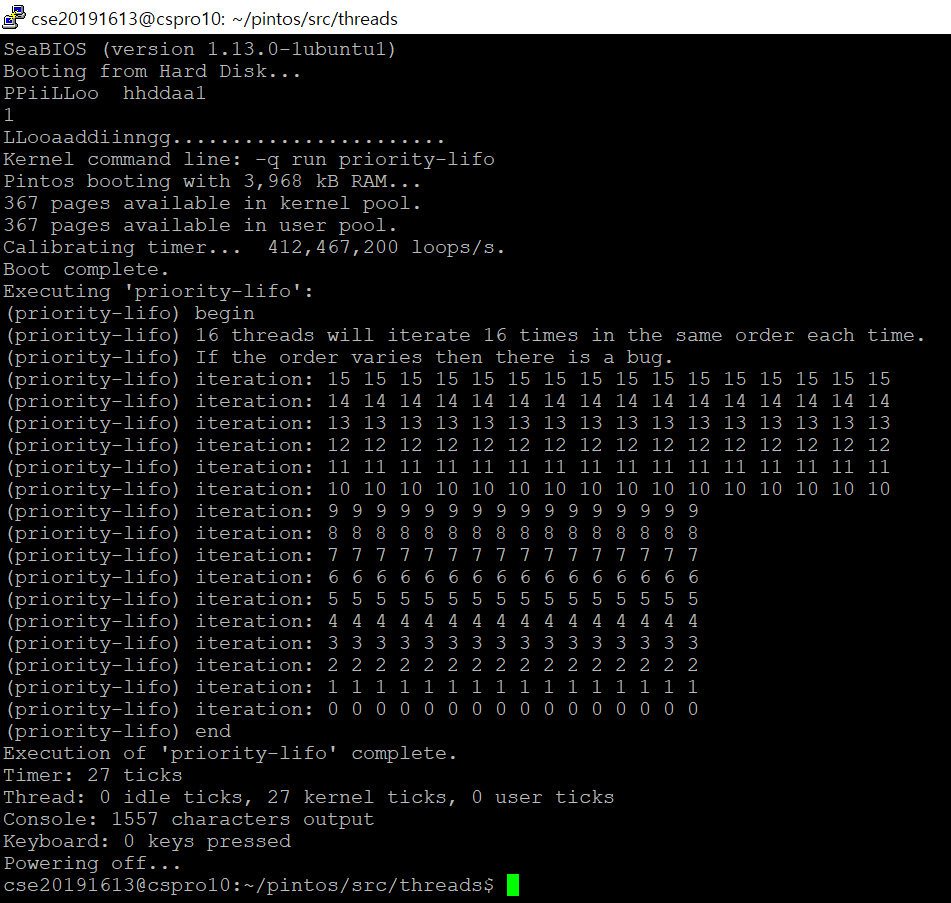 cse20191613@cspro10: ~/pintos/src/threads
SeaBIOS (version 1.13.0-1ubuntu1)
Booting from Hard Disk...
PPiiLLoo  hhddaa1
1
LLooaaddiinngg.......................
Kernel command line: -q run priority-lifo
Pintos booting with 3,968 kB RAM...
367 pages available in kernel pool.
367 pages available in user pool.
Calibrating timer...  412,467,200 loops/s.
Boot complete.
Executing 'priority-lifo':
(priority-lifo) begin
(priority-lifo) 16 threads will iterate 16 times in the same order each time.
(priority-lifo) If the order varies then there is a bug.
(priority-lifo) iteration: 15 15 15 15 15 15 15 15 15 15 15 15 15 15 15 15
(priority-lifo) iteration: 14 14 14 14 14 14 14 14 14 14 14 14 14 14 14 14
(priority-lifo) iteration: 13 13 13 13 13 13 13 13 13 13 13 13 13 13 13 13
(priority-lifo) iteration: 12 12 12 12 12 12 12 12 12 12 12 12 12 12 12 12
(priority-lifo) iteration: 11 11 11 11 11 11 11 11 11 11 11 11 11 11 11 11
(priority-lifo) iteration: 10 10 10 10 10 10 10 10 10 10 10 10 10 10 10 10
(priority-lifo) iteration: 9 9 9 9 9 9 9 9 9 9 9 9 9 9 9 9
(priority-lifo) iteration: 8 8 8 8 8 8 8 8 8 8 8 8 8 8 8 8
(priority-lifo) iteration: 7 7 7 7 7 7 7 7 7 7 7 7 7 7 7 7
(priority-lifo) iteration: 6 6 6 6 6 6 6 6 6 6 6 6 6 6 6 6
(priority-lifo) iteration: 5 5 5 5 5 5 5 5 5 5 5 5 5 5 5 5
(priority-lifo) iteration: 4 4 4 4 4 4 4 4 4 4 4 4 4 4 4 4
(priority-lifo) iteration: 3 3 3 3 3 3 3 3 3 3 3 3 3 3 3 3
(priority-lifo) iteration: 2 2 2 2 2 2 2 2 2 2 2 2 2 2 2 2
(priority-lifo) iteration: 1 1 1 1 1 1 1 1 1 1 1 1 1 1 1 1
(priority-lifo) iteration: 0 0 0 0 0 0 0 0 0 0 0 0 0 0 0 0
(priority-lifo) end
Execution of 'priority-lifo' complete.
Timer: 27 ticks
Thread: 0 idle ticks, 27 kernel ticks, 0 user ticks
Console: 1557 characters output
Keyboard: 0 keys pressed
Powering off...
cse20191613@cspro10:~/pintos/src/threads$